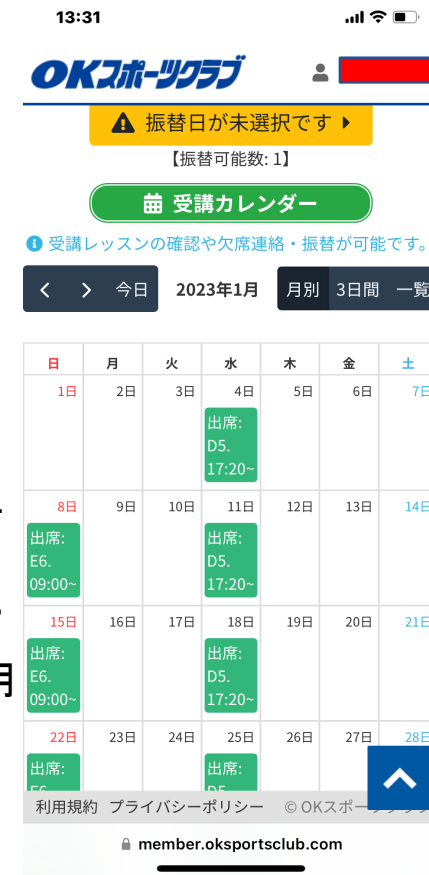 13:31
OKスポーツクラブ
振替日が未選択です
【振替可能数: 1】
受講カレンダー
受講レッスンの確認や欠席連絡・振替が可能です。
今日 2023年1月 月別 3日間 一覧
日 月 火 水 木 金 土
1日 2日 3日 4日 5日 6日 7日
出席:
D5.
17:20~
8日 9日 10日 11日 12日 13日 14日
出席: 出席:
E6. D5.
09:00~ 17:20~
15日 16日 17日 18日 19日 20日 21日
出席: 出席:
E6. D5.
09:00~ 17:20~
22日 23日 24日 25日 26日 27日 28日
出席: 出席:
利用規約 プライバシーポリシー © OKスポー
member.oksportsclub.com